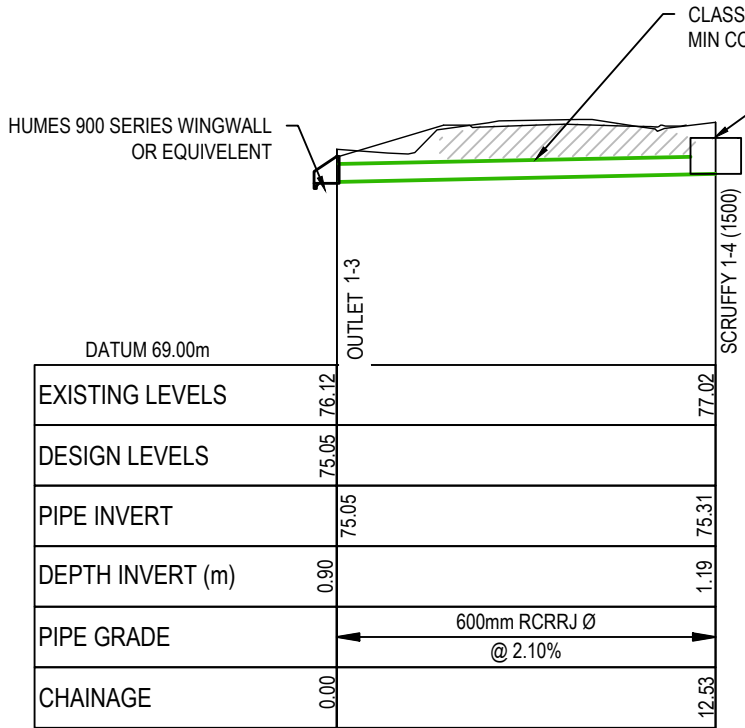 CLASS
MIN CO
HUMES 900 SERIES WINGWALL
OR EQUIVELENT
OUTLET 1-3
SCRUFFY 1-4 (1500)
DATUM 69.00m
EXISTING LEVELS 76.12 77.02
DESIGN LEVELS 75.05
PIPE INVERT 75.05 75.31
DEPTH INVERT (m) 0.90 1.19
PIPE GRADE 600mm RCRRJ Ø
@ 2.10%
CHAINAGE 0.00 12.53